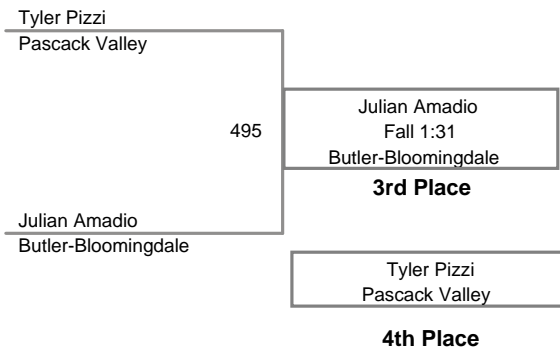 Tyler Pizzi
Pascack Valley
495
Julian Amadio
Fall 1:31
Butler-Bloomingdale
3rd Place
Julian Amadio
Butler-Bloomingdale
Tyler Pizzi
Pascack Valley
4th Place